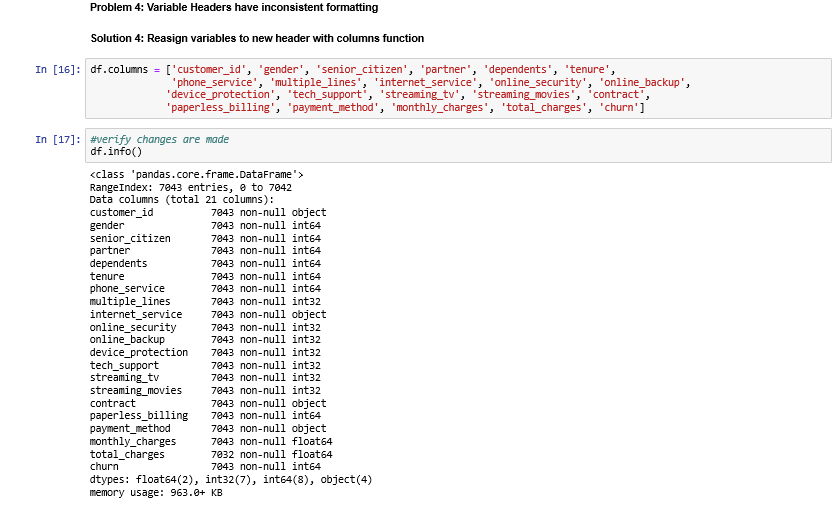 Problem 4: Variable Headers have inconsistent formatting
Solution 4: Reasign variables to new header with columns function
In [16]: df.columns = ['customer_id', 'gender', 'senior_citizen', 'partner', 'dependents', 'tenure',
'phone_service', 'multiple_lines', 'internet_service', 'online_security', 'online_backup',
'device_protection', 'tech_support', 'streaming_tv', 'streaming_movies', 'contract',
'paperless_billing', 'payment_method', 'monthly_charges', 'total_charges', 'churn']
In [17]: #verify changes are made
df.info()
<class 'pandas.core.frame.DataFrame'>
RangeIndex: 7043 entries, 0 to 7042
Data columns (total 21 columns):
customer_id 7043 non-null object
gender 7043 non-null int64
senior_citizen 7043 non-null int64
partner 7043 non-null int64
dependents 7043 non-null int64
tenure 7043 non-null int64
phone_service 7043 non-null int64
multiple_lines 7043 non-null int32
internet_service 7043 non-null object
online_security 7043 non-null int32
online_backup 7043 non-null int32
device_protection 7043 non-null int32
tech_support 7043 non-null int32
streaming_tv 7043 non-null int32
streaming_movies 7043 non-null int32
contract 7043 non-null object
paperless_billing 7043 non-null int64
payment_method 7043 non-null object
monthly_charges 7043 non-null float64
total_charges 7032 non-null float64
churn 7043 non-null int64
dtypes: float64(2), int32(7), int64(8), object(4)
memory usage: 963.0+ KB